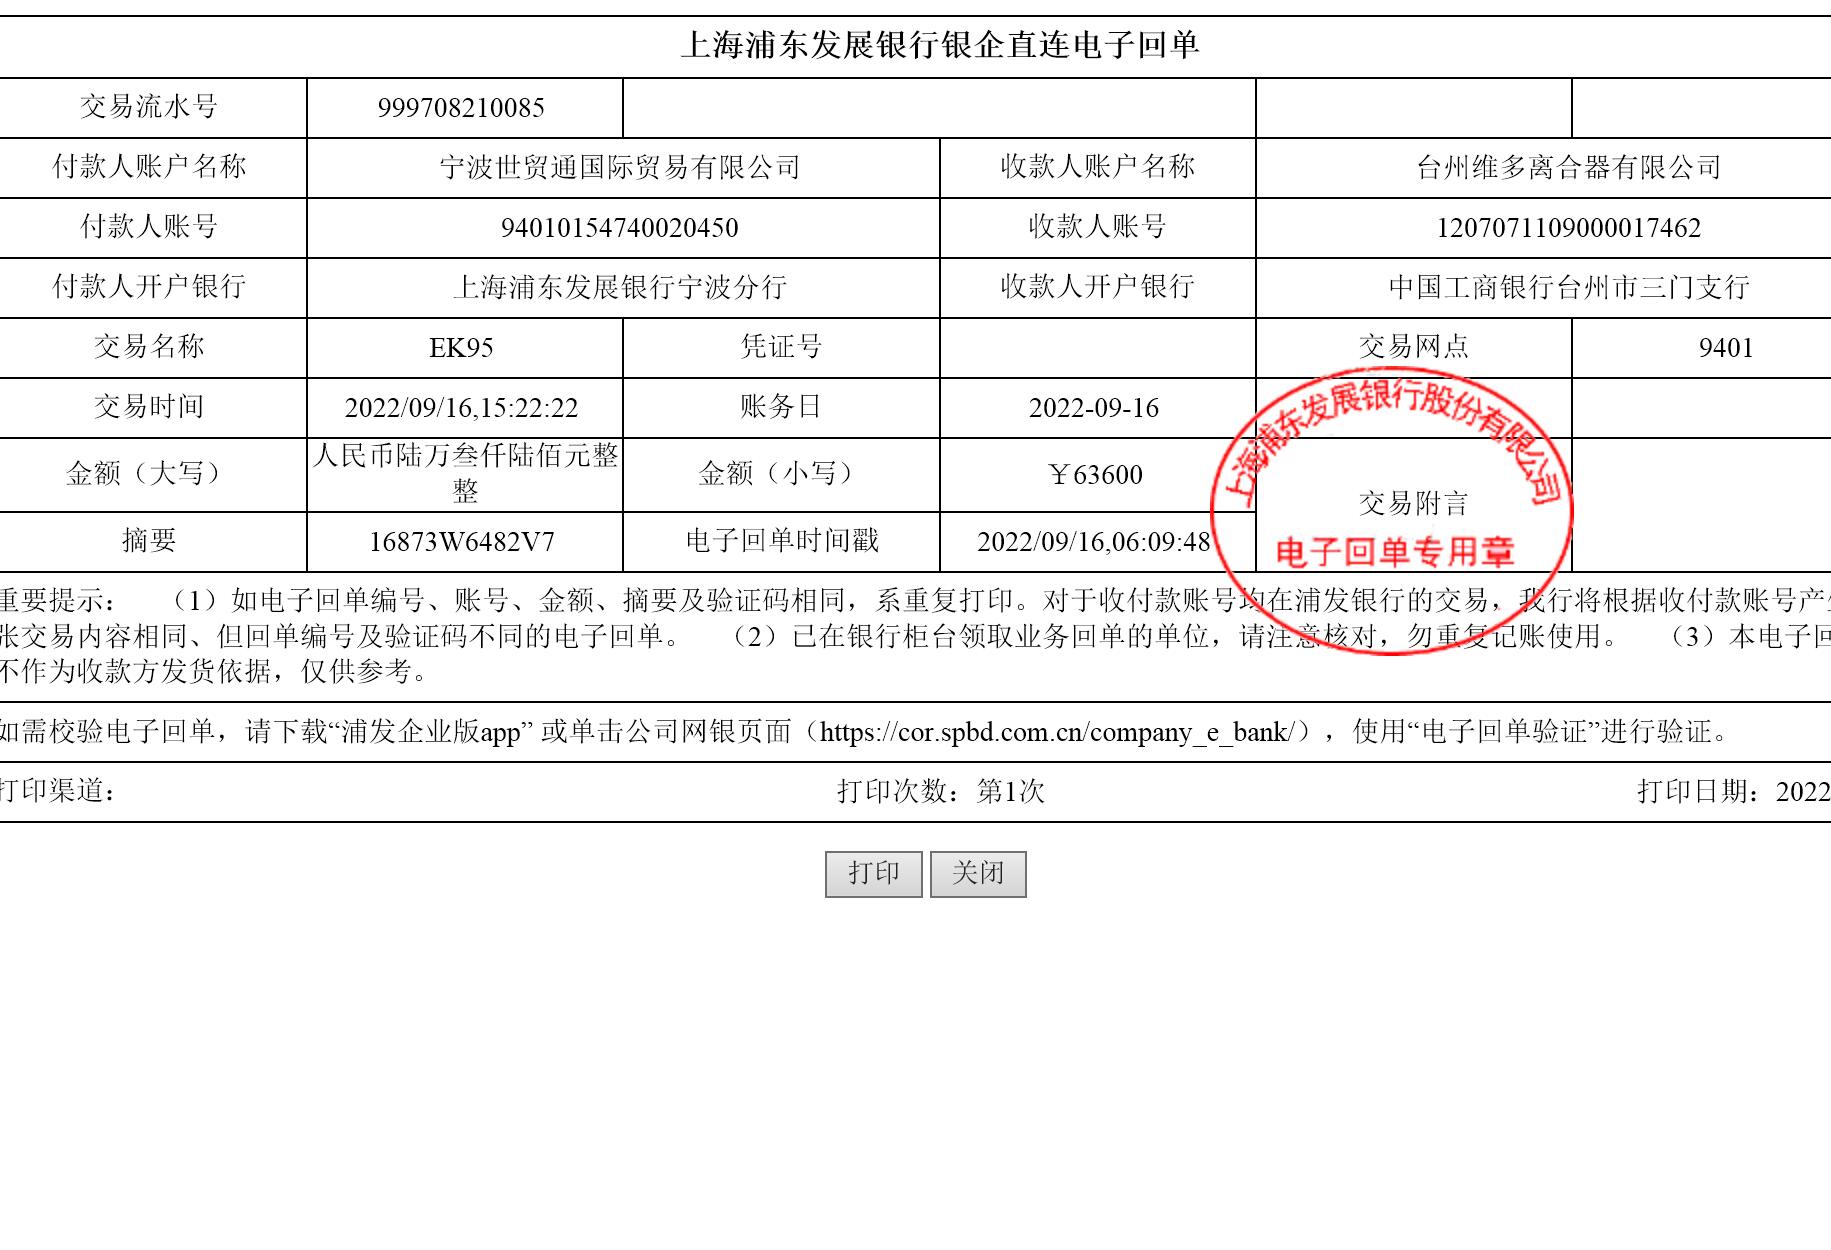 上海浦东发展银行银企直连电子回单
交易流水号 999708210085
付款人账户名称 宁波世贸通国际贸易有限公司 收款人账户名称 台州维多离合器有限公司
付款人账号 94010154740020450 收款人账号 1207071109000017462
付款人开户银行 上海浦东发展银行宁波分行 收款人开户银行 中国工商银行台州市三门支行
交易名称 EK95 凭证号 交易网点 9401
交易时间 2022/09/16,15:22:22 账务日 2022-09-16
金额（大写） 人民币陆万叁仟陆佰元整
整 金额（小写） ￥63600
交易附言
摘要 16873W6482V7 电子回单时间戳 2022/09/16,06:09:48
上海浦东发展银行股份有限公司
电子回单专用章
重要提示： （1）如电子回单编号、账号、金额、摘要及验证码相同，系重复打印。对于收付款账号均在浦发银行的交易，我行将根据收付款账号产
张交易内容相同、但回单编号及验证码不同的电子回单。 （2）已在银行柜台领取业务回单的单位，请注意核对，勿重复记账使用。 （3）本电子回
不作为收款方发货依据，仅供参考。
如需校验电子回单，请下载“浦发企业版app” 或单击公司网银页面（https://cor.spbd.com.cn/company_e_bank/），使用“电子回单验证”进行验证。
打印渠道： 打印次数：第1次 打印日期：2022
打印 关闭